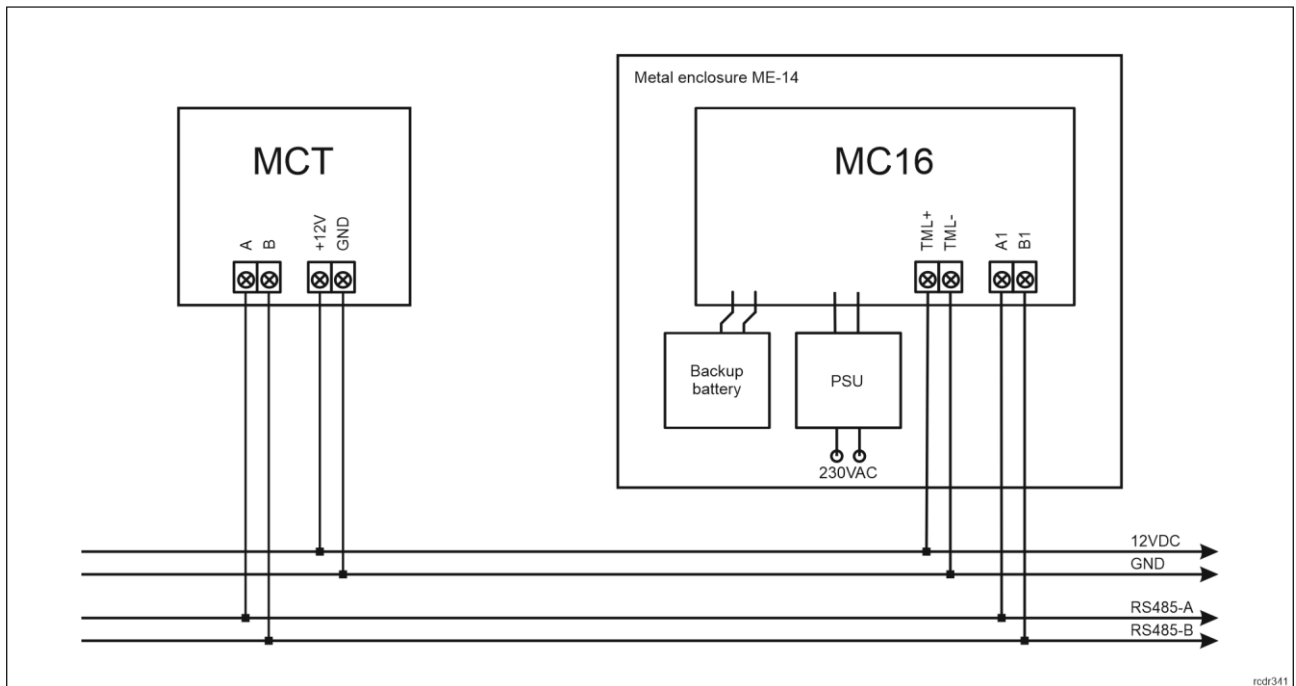 Metal enclosure ME-14
MCT
MC16
A
B
+12V
GND
TML+
TML-
A1
B1
Backup
battery
PSU
230VAC
12VDC
GND
RS485-A
RS485-B
rcdr341